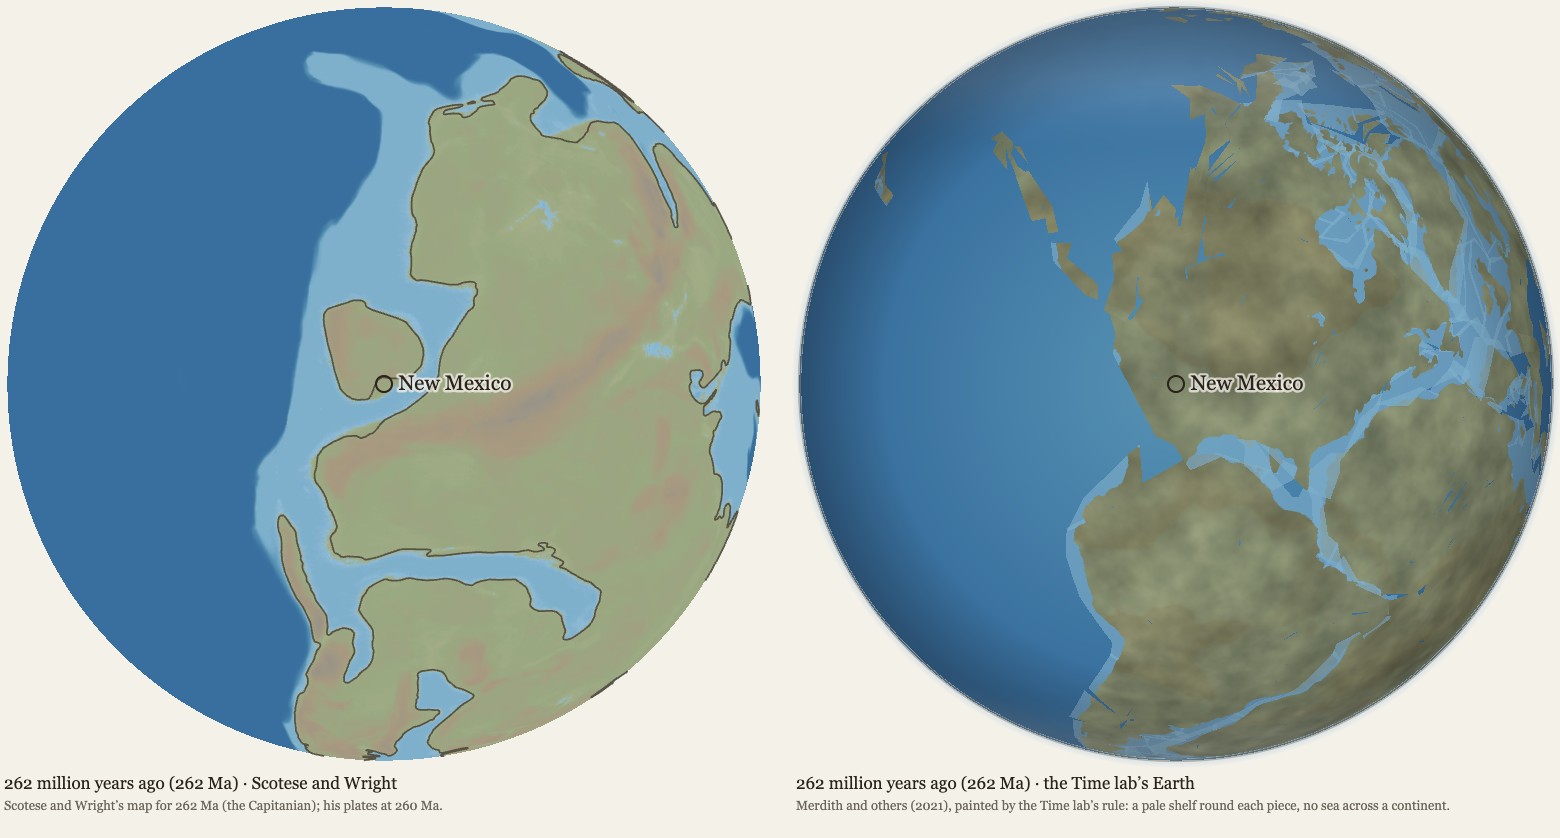 New Mexico
New Mexico
262 million years ago (262 Ma) · Scotese and Wright
Scotese and Wright’s map for 262 Ma (the Capitanian); his plates at 260 Ma.
262 million years ago (262 Ma) · the Time lab’s Earth
Merdith and others (2021), painted by the Time lab’s rule: a pale shelf round each piece, no sea across a continent.